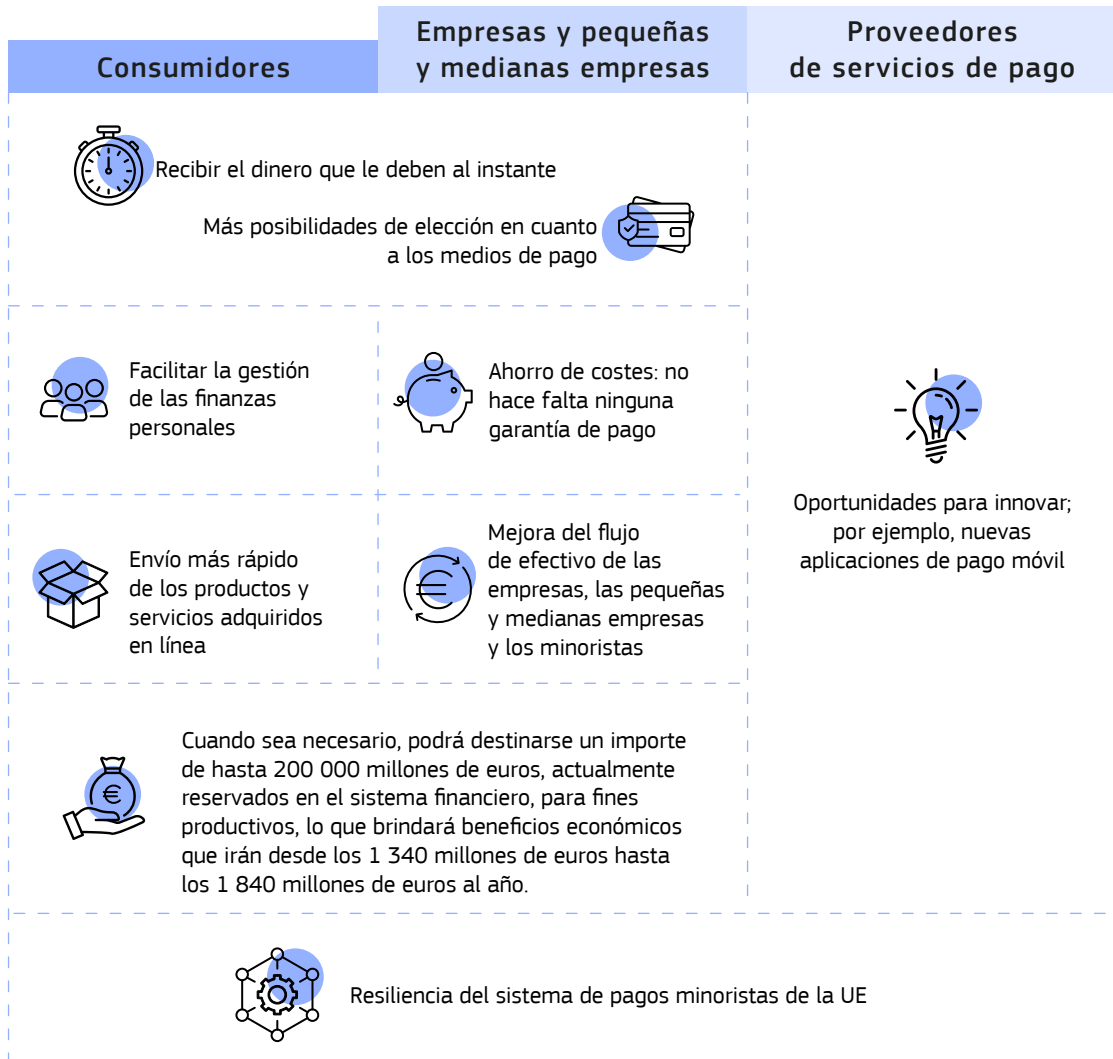 Consumidores
Empresas y pequeñas
y medianas empresas
Proveedores
de servicios de pago
Recibir el dinero que le deben al instante
Más posibilidades de elección en cuanto
a los medios de pago
Facilitar la gestión
de las finanzas
personales
Ahorro de costes: no
hace falta ninguna
garantía de pago
Envío más rápido
de los productos y
servicios adquiridos
en línea
Mejora del flujo
de efectivo de las
empresas, las pequeñas
y medianas empresas
y los minoristas
Oportunidades para innovar;
por ejemplo, nuevas
aplicaciones de pago móvil
Cuando sea necesario, podrá destinarse un importe
de hasta 200 000 millones de euros, actualmente
reservados en el sistema financiero, para fines
productivos, lo que brindará beneficios económicos
que irán desde los 1 340 millones de euros hasta
los 1 840 millones de euros al año.
Resiliencia del sistema de pagos minoristas de la UE